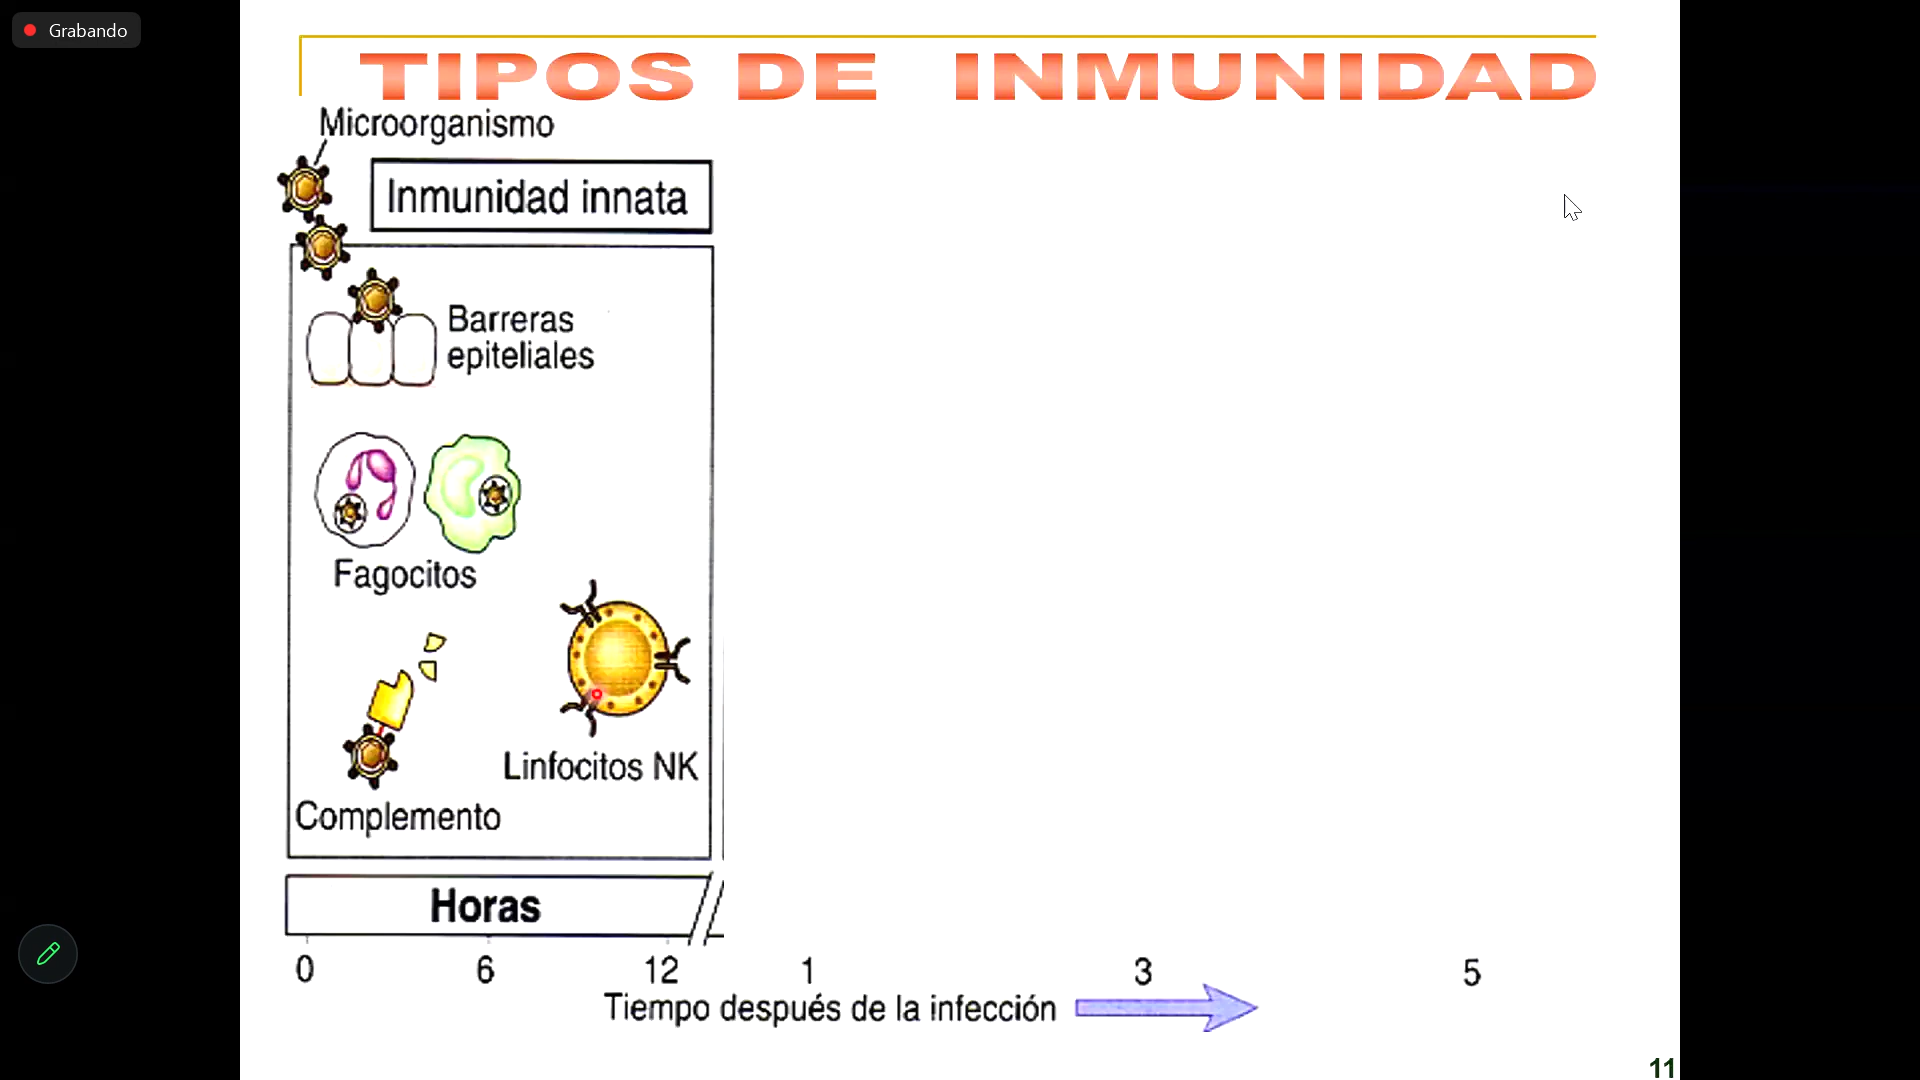 Grabando
TIPOS DE INMUNIDAD
Microorganismo
Inmunidad innata
Barreras
epiteliales
Fagocitos
Linfocitos NK
Complemento
Horas
0 6 12 1 3 5
Tiempo después de la infección
11